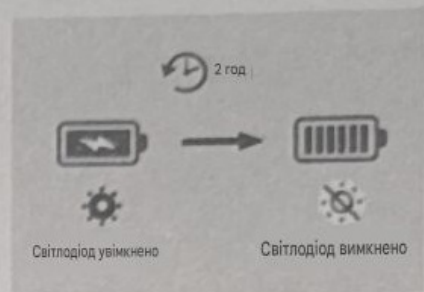 2 год
Світлодіод увімкнено
Світлодіод вимкнено